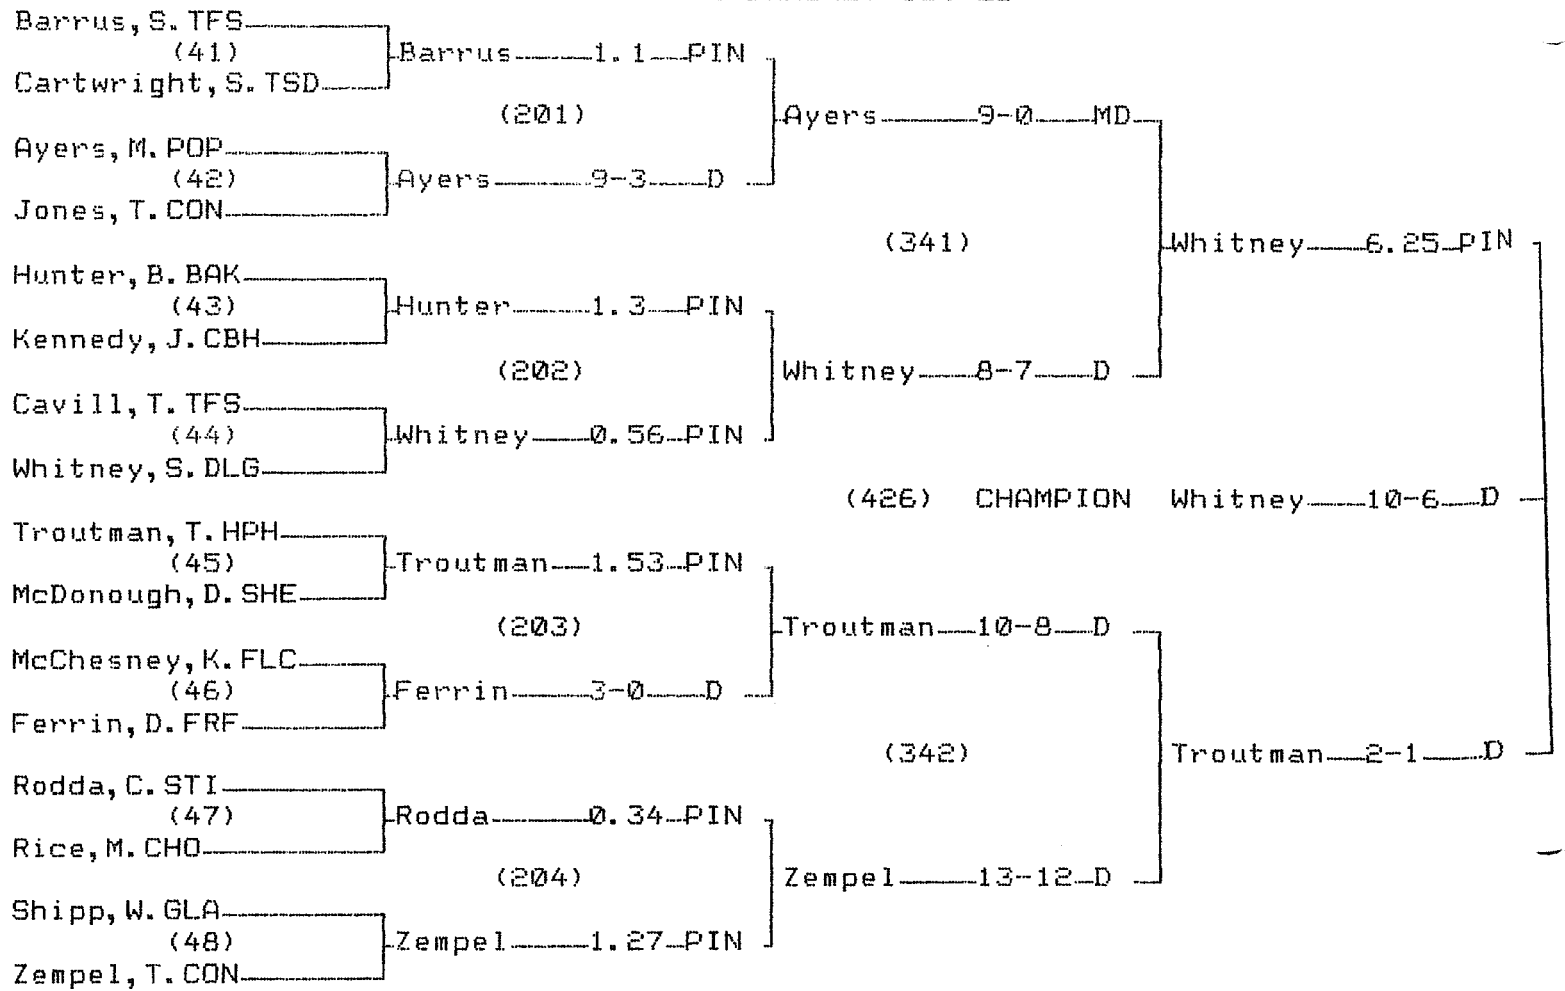 Barrus, S. TFS
(41) Barrus 1.1 PIN
Cartwright, S. TSD
(201) Ayers 9-0 MD
Ayers, M. POP
(42) Ayers 9-3 D
Jones, T. CON
(341) Whitney 6.25 PIN
Hunter, B. BAK
(43) Hunter 1.3 PIN
Kennedy, J. CBH
(202) Whitney 8-7 D
Cavill, T. TFS
(44) Whitney 0.56 PIN
Whitney, S. DLG
(426) CHAMPION Whitney 10-6 D
Troutman, T. HPH
(45) Troutman 1.53 PIN
McDonough, D. SHE
(203) Troutman 10-8 D
McChesney, K. FLC
(46) Ferrin 3-0 D
Ferrin, D. FRF
(342) Troutman 2-1 D
Rodda, C. STI
(47) Rodda 0.34 PIN
Rice, M. CHO
(204) Zempel 13-12 D
Shipp, W. GLA
(48) Zempel 1.27 PIN
Zempel, T. CON